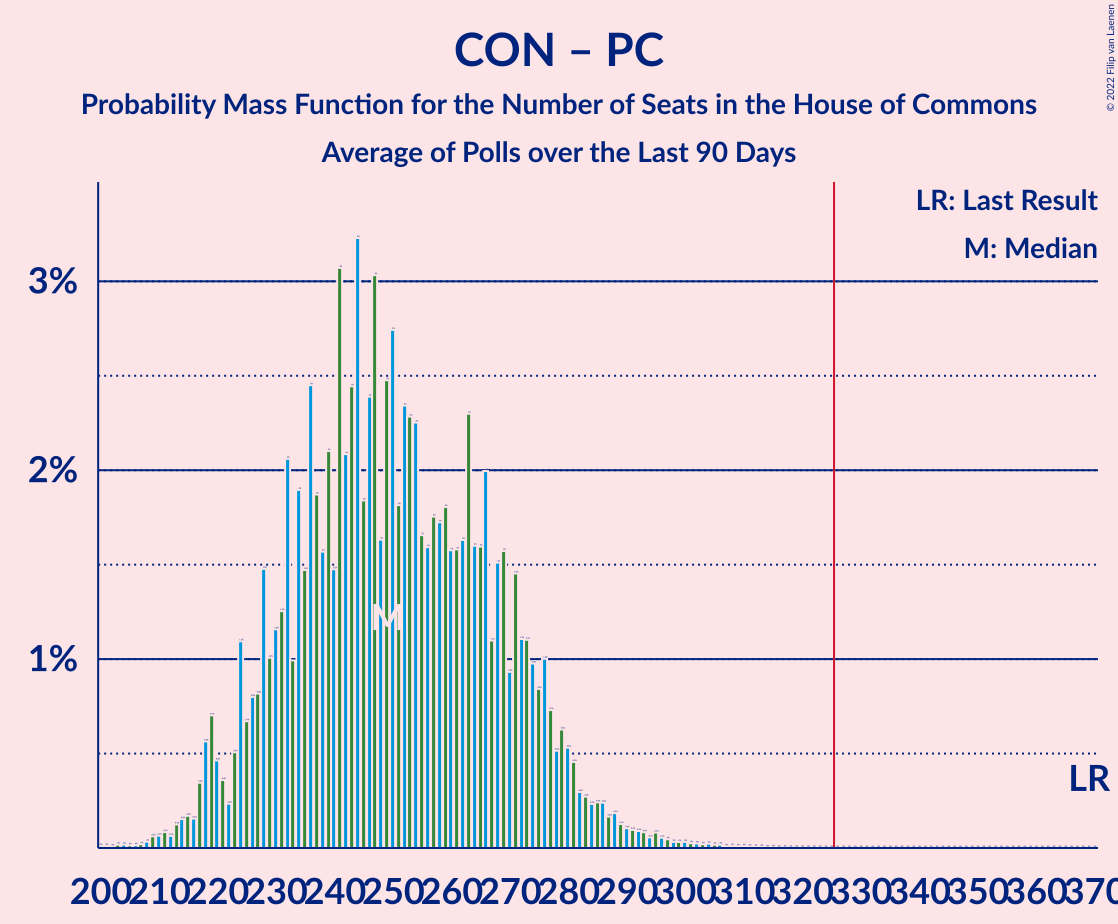 CON – PC
Probability Mass Function for the Number of Seats in the House of Commons
Average of Polls over the Last 90 Days
© 2022 Filip van Laenen
LR: Last Result
M: Median
3%
2%
1%
M
LR
200 210 220 230 240 250 260 270 280 290 300 310 320 330 340 350 360 370